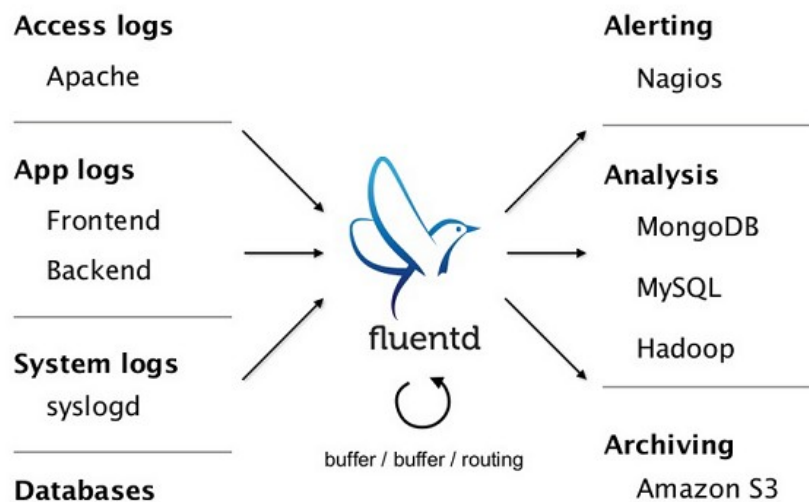 Access logs
Apache
App logs
Frontend
Backend
System logs
syslogd
Databases
fluentd
buffer / buffer / routing
Alerting
Nagios
Analysis
MongoDB
MySQL
Hadoop
Archiving
Amazon S3